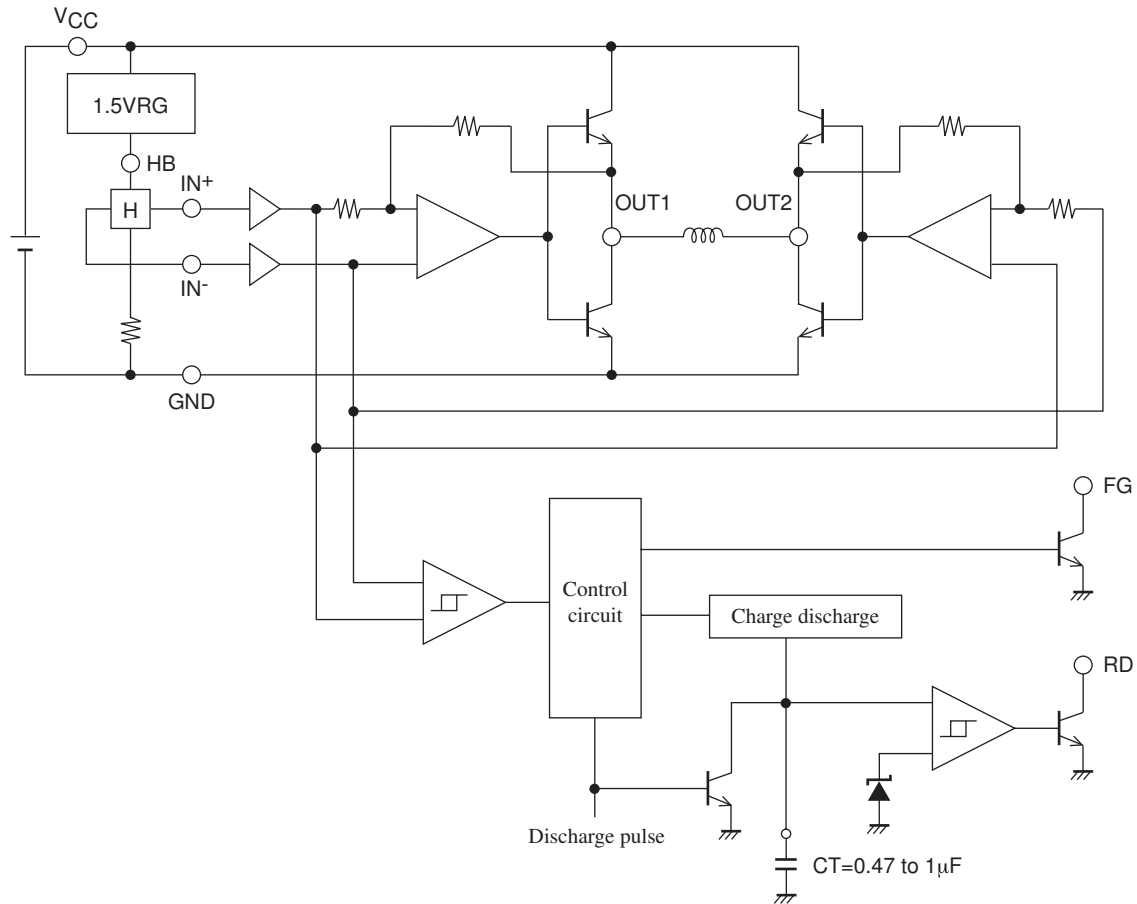 VCC
1.5VRG
HB
IN+
H
OUT1
OUT2
IN-
GND
FG
Control
circuit
Charge discharge
RD
Discharge pulse
CT=0.47 to 1μF